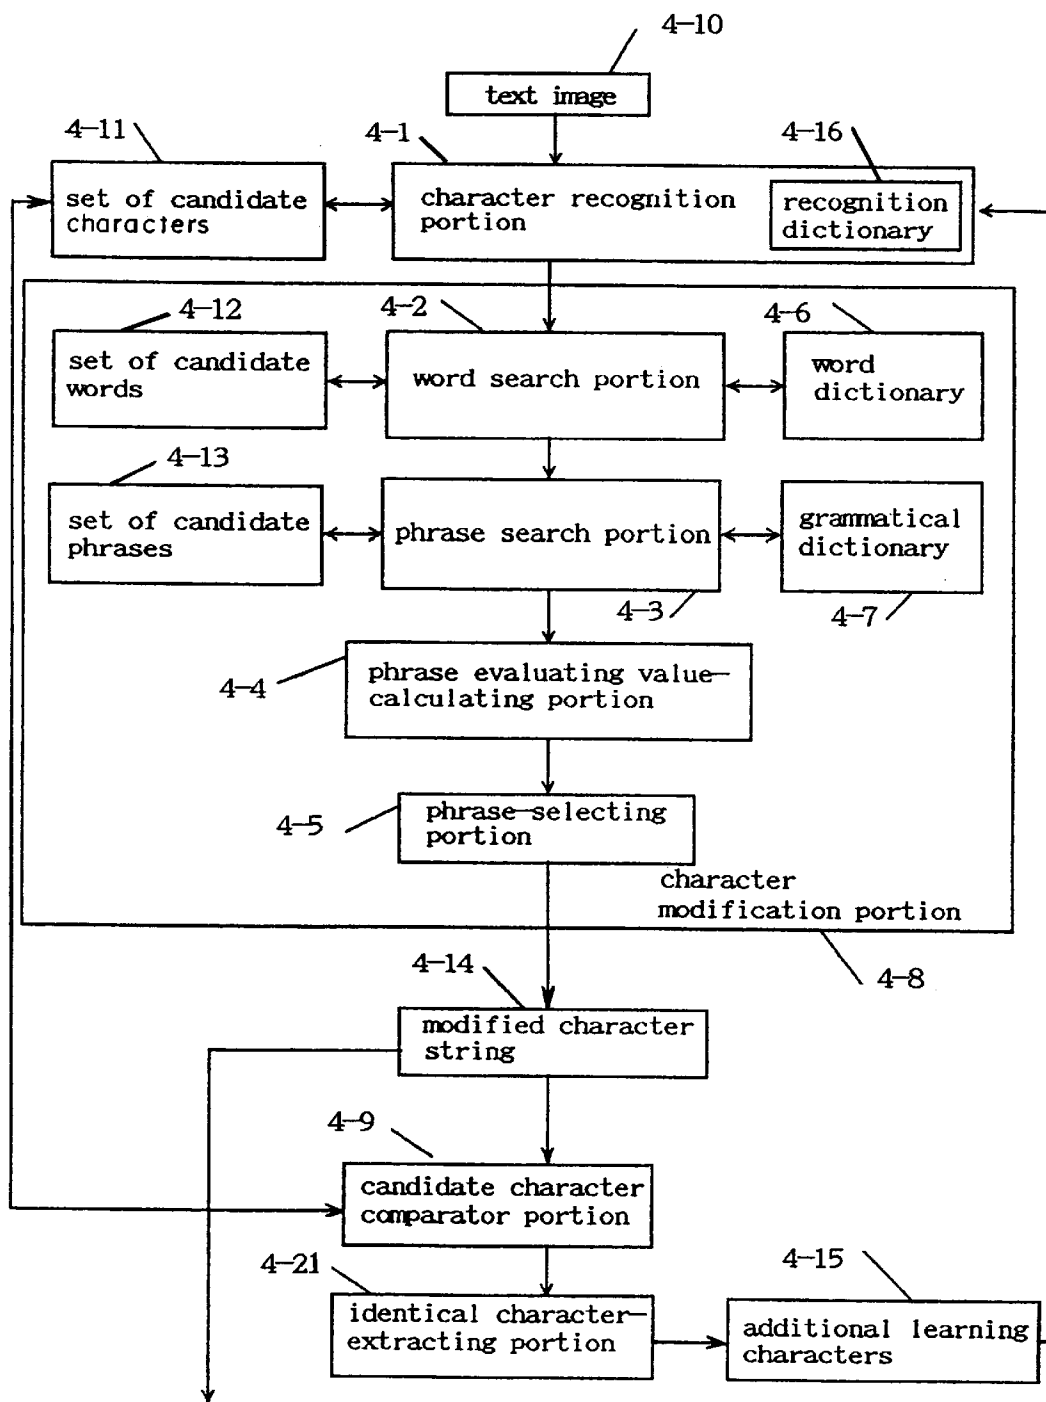 4-10
text image
4-11
4-1
4-16
set of candidate
characters
character recognition
portion
recognition
dictionary
4-12
4-2
4-6
set of candidate
words
word search portion
word
dictionary
4-13
set of candidate
phrases
phrase search portion
grammatical
dictionary
4-3
4-7
4-4
phrase evaluating value-
calculating portion
4-5
phrase-selecting
portion
character
modification portion
4-8
4-14
modified character
string
4-9
candidate character
comparator portion
4-21
4-15
identical character-
extracting portion
additional learning
characters